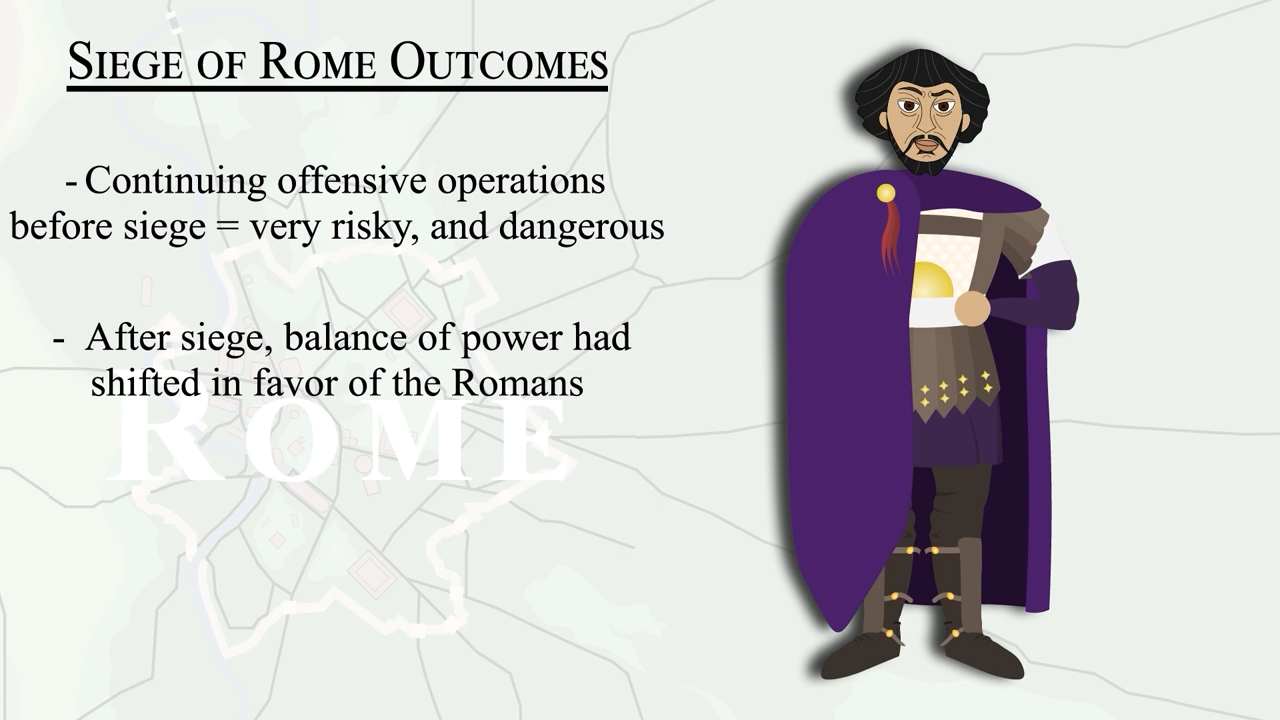 SIEGE OF ROME OUTCOMES
- Continuing offensive operations
before siege = very risky, and dangerous
- After siege, balance of power had
shifted in favor of the Romans
ROME